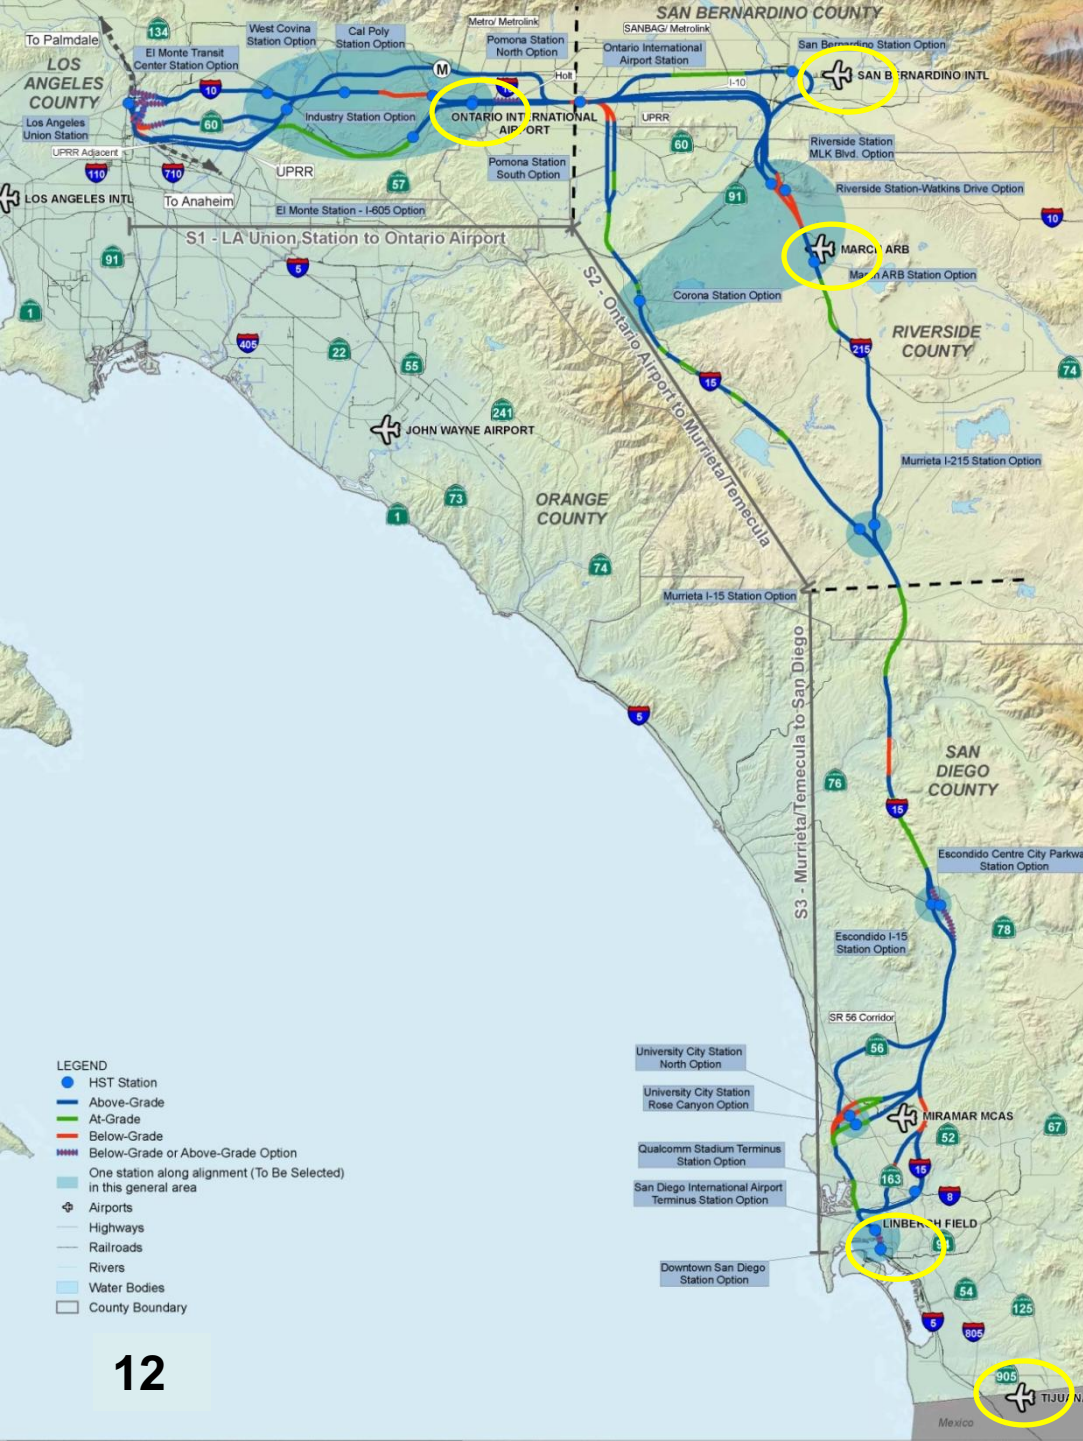 SAN BERNARDINO COUNTY
134
To Palmdale
LOS
ANGELES
COUNTY
El Monte Transit
Center Station Option
West Covina
Station Option
Cal Poly
Station Option
Metro/ Metrolink
Pomona Station
North Option
SANBAG/ Metrolink
Ontario International
Airport Station
San Bernardino Station Option
SAN BERNARDINO INTL
M
Holt
I-10
10
Los Angeles
Union Station
60
Industry Station Option
ONTARIO INTERNATIONAL
AIRPORT
UPRR
60
UPRR Adjacent
UPRR
Pomona Station
South Option
Riverside Station
MLK Blvd. Option
110
710
57
91
Riverside Station-Watkins Drive Option
LOS ANGELES INTL
To Anaheim
El Monte Station - I-605 Option
10
S1 - LA Union Station to Ontario Airport
91
5
MARCH ARB
March ARB Station Option
S2 - Ontario Airport to Murrieta/Temecula
Corona Station Option
1
405
22
55
RIVERSIDE
COUNTY
215
74
15
241
JOHN WAYNE AIRPORT
Murrieta I-215 Station Option
73
1
ORANGE
COUNTY
74
Murrieta I-15 Station Option
S3 - Murrieta/Temecula to San Diego
5
SAN
DIEGO
COUNTY
76
15
Escondido Centre City Parkwa
Station Option
78
Escondido I-15
Station Option
SR 56 Corridor
56
University City Station
North Option
University City Station
Rose Canyon Option
MIRAMAR MCAS
67
52
Qualcomm Stadium Terminus
Station Option
15
163
8
San Diego International Airport
Terminus Station Option
LINBERGH FIELD
94
Downtown San Diego
Station Option
54
125
5
805
905
TIJUAN
Mexico
LEGEND
HST Station
Above-Grade
At-Grade
Below-Grade
Below-Grade or Above-Grade Option
One station along alignment (To Be Selected)
in this general area
Airports
Highways
Railroads
Rivers
Water Bodies
County Boundary
12